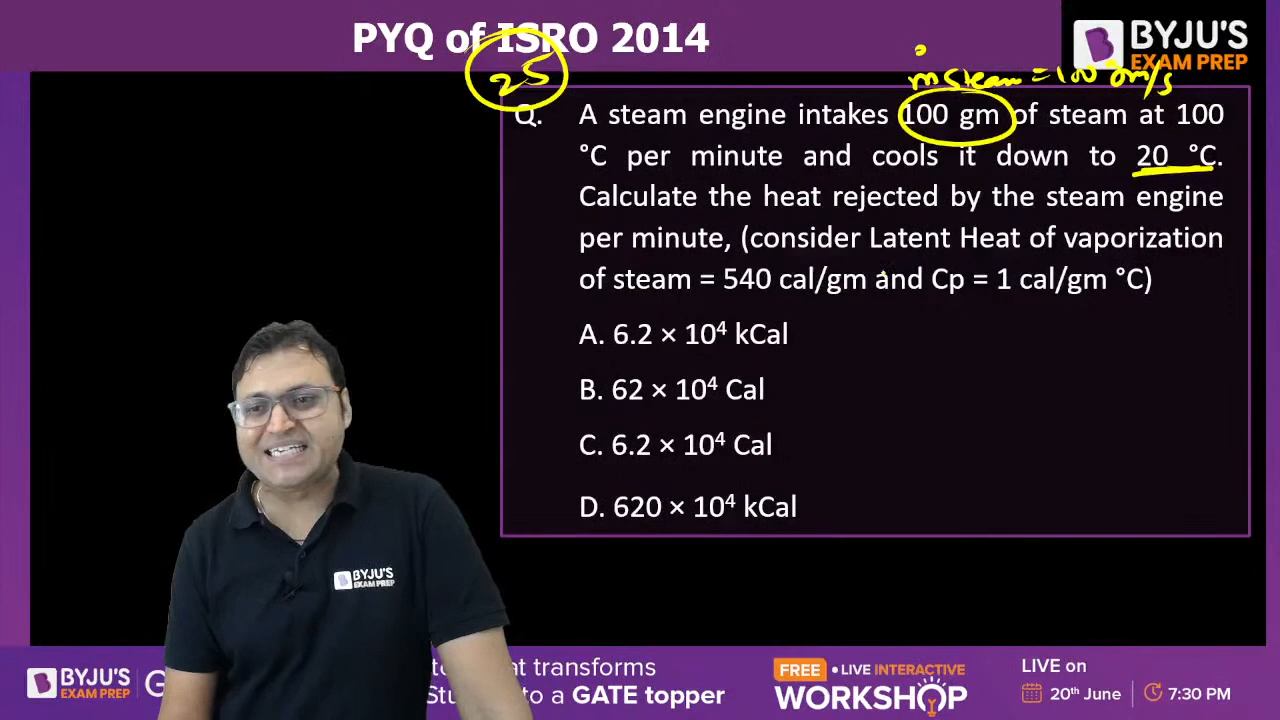 PYQ of ISRO 2014
BYJU'S
EXAM PREP
25
ṁ steam = 100 gm/s
Q. A steam engine intakes 100 gm of steam at 100
°C per minute and cools it down to 20 °C.
Calculate the heat rejected by the steam engine
per minute, (consider Latent Heat of vaporization
of steam = 540 cal/gm and Cp = 1 cal/gm °C)
A. 6.2 × 10⁴ kCal
B. 62 × 10⁴ Cal
C. 6.2 × 10⁴ Cal
D. 620 × 10⁴ kCal
BYJU'S
EXAM PREP
BYJU'S
EXAM PREP
G
at transforms
to a GATE topper
FREE • LIVE INTERACTIVE
WORKSHOP
LIVE on
20th June
7:30 PM